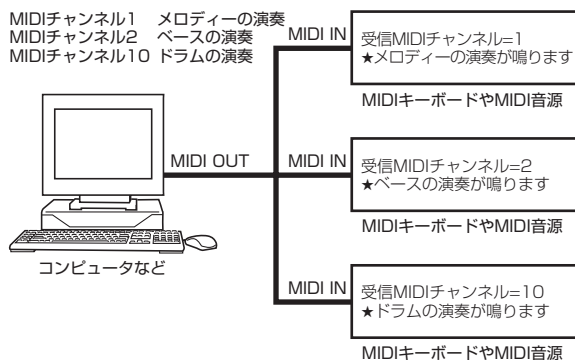 MIDIチャンネル1 メロディーの演奏
MIDIチャンネル2 ベースの演奏
MIDIチャンネル10 ドラムの演奏
MIDI IN
受信MIDIチャンネル=1
★メロディーの演奏が鳴ります
MIDIキーボードやMIDI音源
MIDI OUT
MIDI IN
受信MIDIチャンネル=2
★ベースの演奏が鳴ります
MIDIキーボードやMIDI音源
コンピュータなど
MIDI IN
受信MIDIチャンネル=10
★ドラムの演奏が鳴ります
MIDIキーボードやMIDI音源